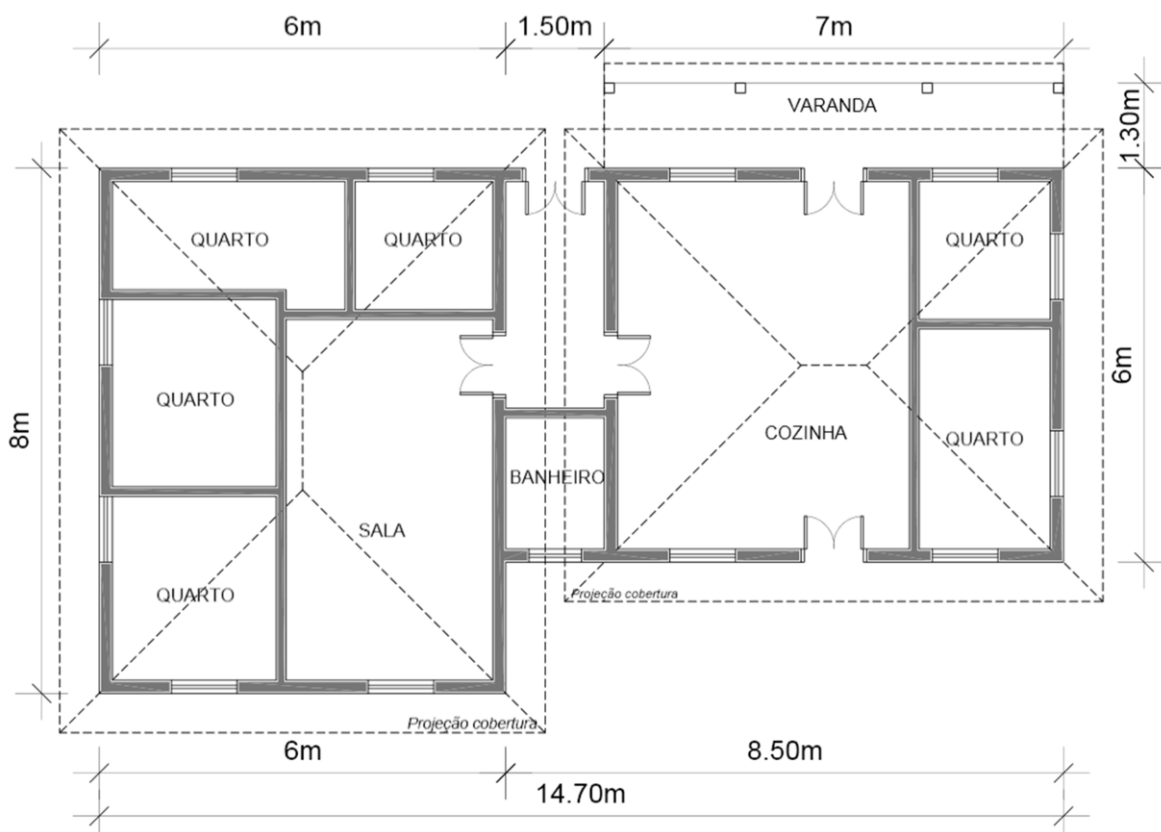 6m
1.50m
7m
VARANDA
1.30m
QUARTO
QUARTO
QUARTO
8m
QUARTO
COZINHA
QUARTO
6m
BANHEIRO
SALA
QUARTO
Projeção cobertura
Projeção cobertura
6m
8.50m
14.70m